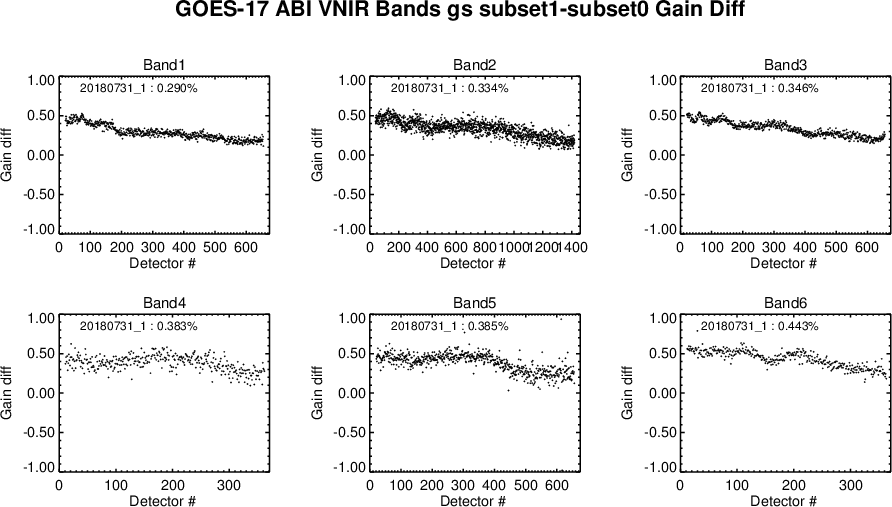 GOES-17 ABI VNIR Bands gs subset1-subset0 Gain Diff
Band1
20180731_1 : 0.290%
1.00
0.50
0.00
-0.50
-1.00
Gain diff
0 100 200 300 400 500 600
Detector #
Band2
20180731_1 : 0.334%
1.00
0.50
0.00
-0.50
-1.00
Gain diff
0 200 400 600 800 1000 1200 1400
Detector #
Band3
20180731_1 : 0.346%
1.00
0.50
0.00
-0.50
-1.00
Gain diff
0 100 200 300 400 500 600
Detector #
Band4
20180731_1 : 0.383%
1.00
0.50
0.00
-0.50
-1.00
Gain diff
0 100 200 300
Detector #
Band5
20180731_1 : 0.385%
1.00
0.50
0.00
-0.50
-1.00
Gain diff
0 100 200 300 400 500 600
Detector #
Band6
20180731_1 : 0.443%
1.00
0.50
0.00
-0.50
-1.00
Gain diff
0 100 200 300
Detector #